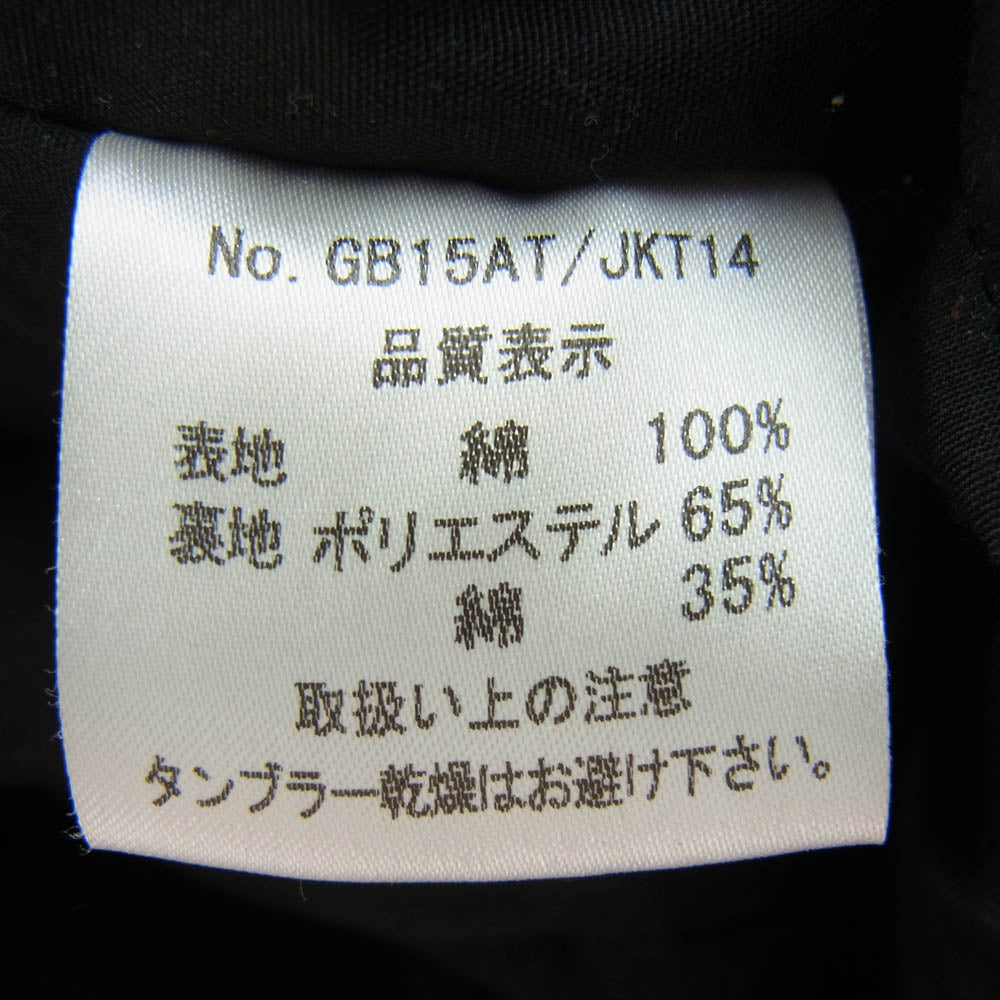 No. GB15AT/JKT14
品質表示
表地 綿 100%
裏地 ポリエステル 65%
綿 35%
取扱い上の注意
タンブラー乾燥はお避け下さい。